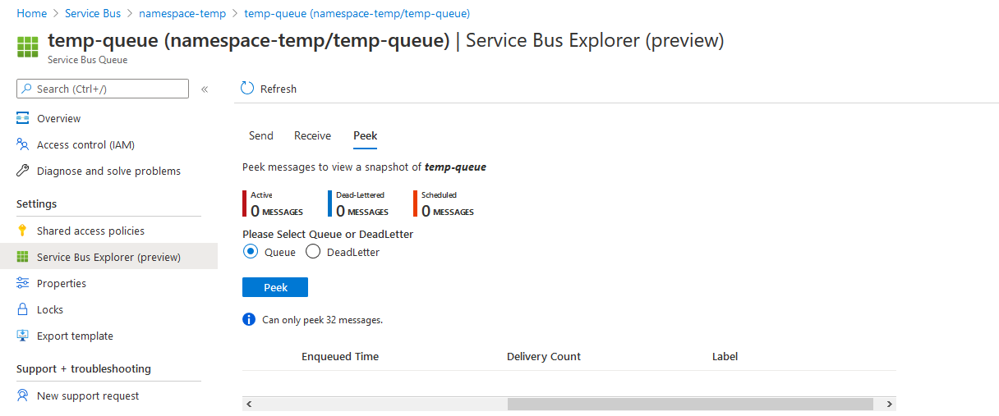 Home > Service Bus > namespace-temp > temp-queue (namespace-temp/temp-queue)
temp-queue (namespace-temp/temp-queue) | Service Bus Explorer (preview)
Service Bus Queue
Search (Ctrl+/)
«
Overview
Access control (IAM)
Diagnose and solve problems
Settings
Shared access policies
Service Bus Explorer (preview)
Properties
Locks
Export template
Support + troubleshooting
New support request
Refresh
Send Receive Peek
Peek messages to view a snapshot of temp-queue
Active Dead-Lettered Scheduled
0 MESSAGES 0 MESSAGES 0 MESSAGES
Please Select Queue or DeadLetter
Queue DeadLetter
Peek
Can only peek 32 messages.
Enqueued Time Delivery Count Label